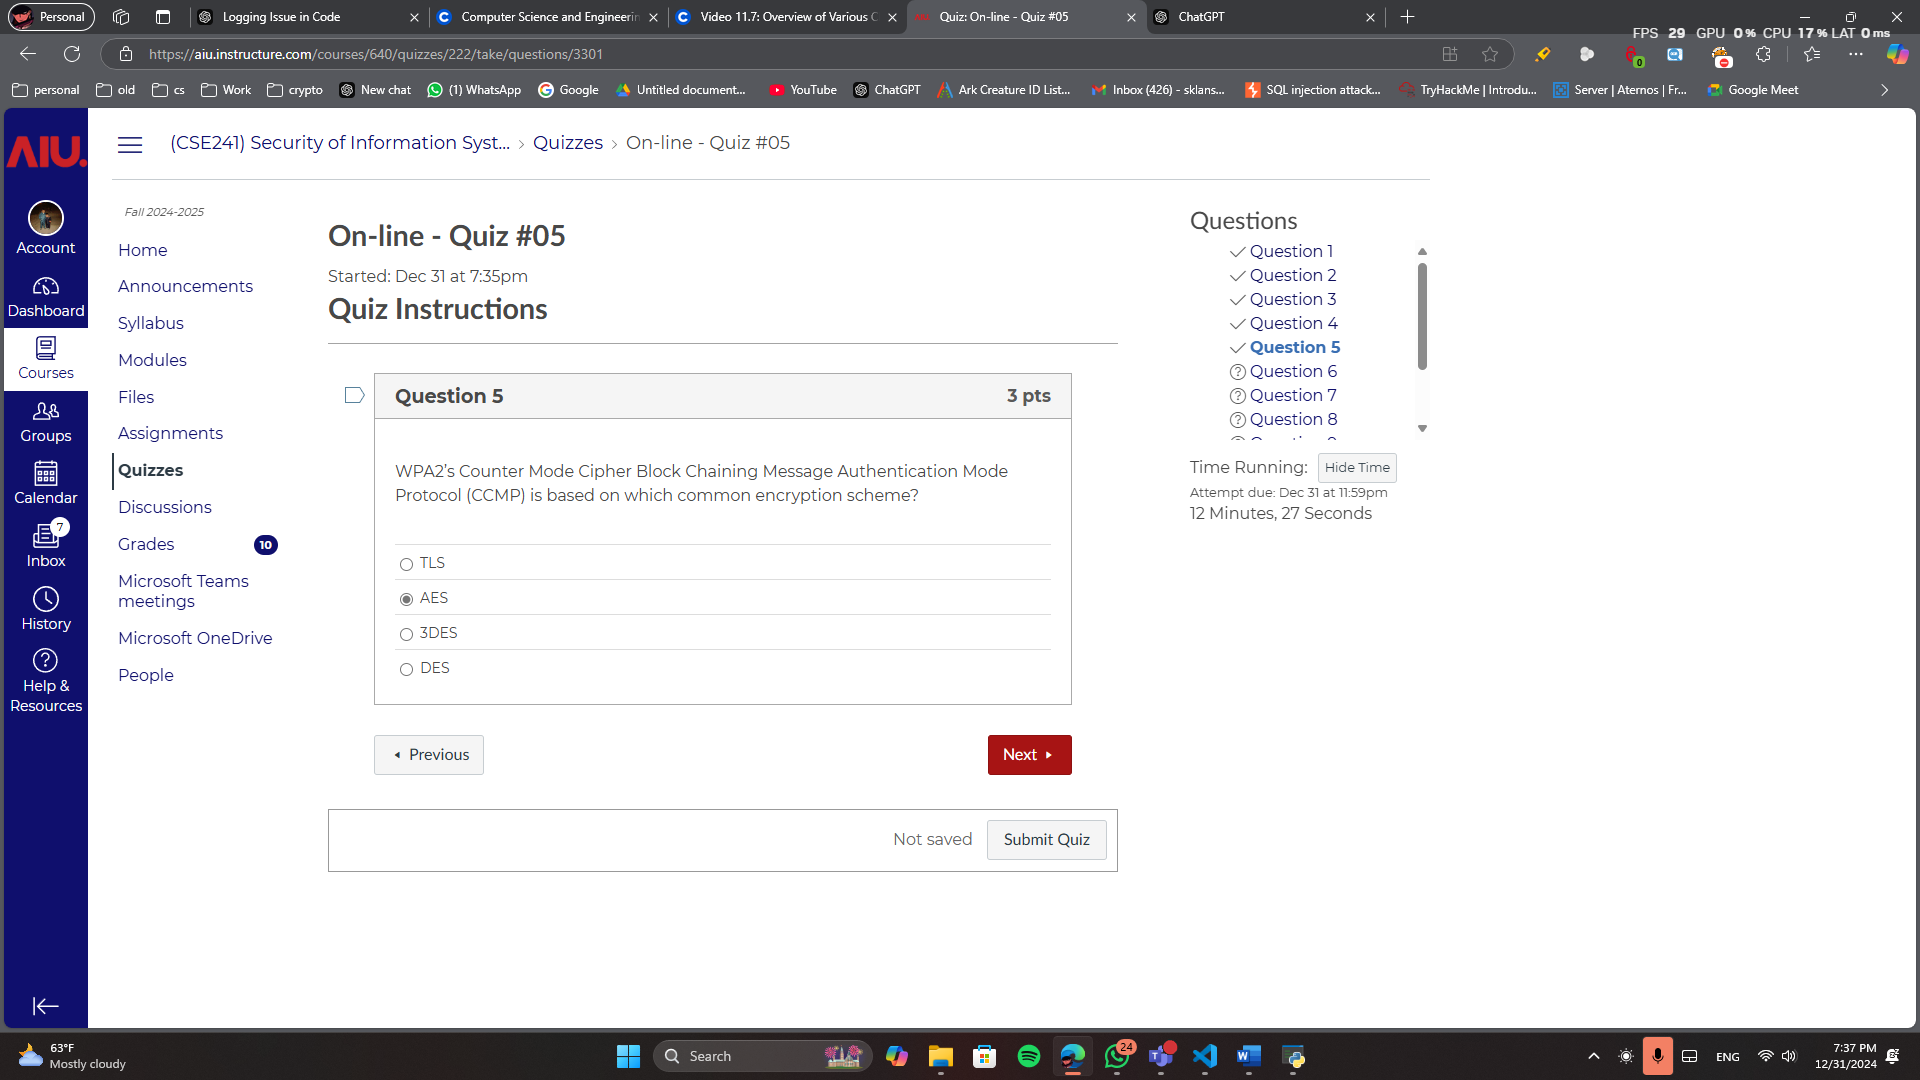 Personal
Logging Issue in Code
Computer Science and Engineerin
Video 11.7: Overview of Various C
Quiz: On-line - Quiz #05
ChatGPT
FPS 29 GPU 0% CPU 17% LAT 0 ms
https://aiu.instructure.com/courses/640/quizzes/222/take/questions/3301
personal
old
cs
Work
crypto
New chat
(1) WhatsApp
Google
Untitled document...
YouTube
ChatGPT
Ark Creature ID List...
Inbox (426) - sklans...
SQL injection attack...
TryHackMe | Introdu...
Server | Aternos | Fr...
Google Meet
AIU.
Account
Dashboard
Courses
Groups
Calendar
7
Inbox
History
Help &
Resources
(CSE241) Security of Information Syst... › Quizzes › On-line - Quiz #05
Fall 2024-2025
Home
Announcements
Syllabus
Modules
Files
Assignments
Quizzes
Discussions
Grades 10
Microsoft Teams
meetings
Microsoft OneDrive
People
On-line - Quiz #05
Started: Dec 31 at 7:35pm
Quiz Instructions
Question 5 3 pts
WPA2’s Counter Mode Cipher Block Chaining Message Authentication Mode
Protocol (CCMP) is based on which common encryption scheme?
TLS
AES
3DES
DES
Previous
Next
Not saved
Submit Quiz
Questions
Question 1
Question 2
Question 3
Question 4
Question 5
Question 6
Question 7
Question 8
Time Running: Hide Time
Attempt due: Dec 31 at 11:59pm
12 Minutes, 27 Seconds
63°F
Mostly cloudy
Search
24
ENG
7:37 PM
12/31/2024